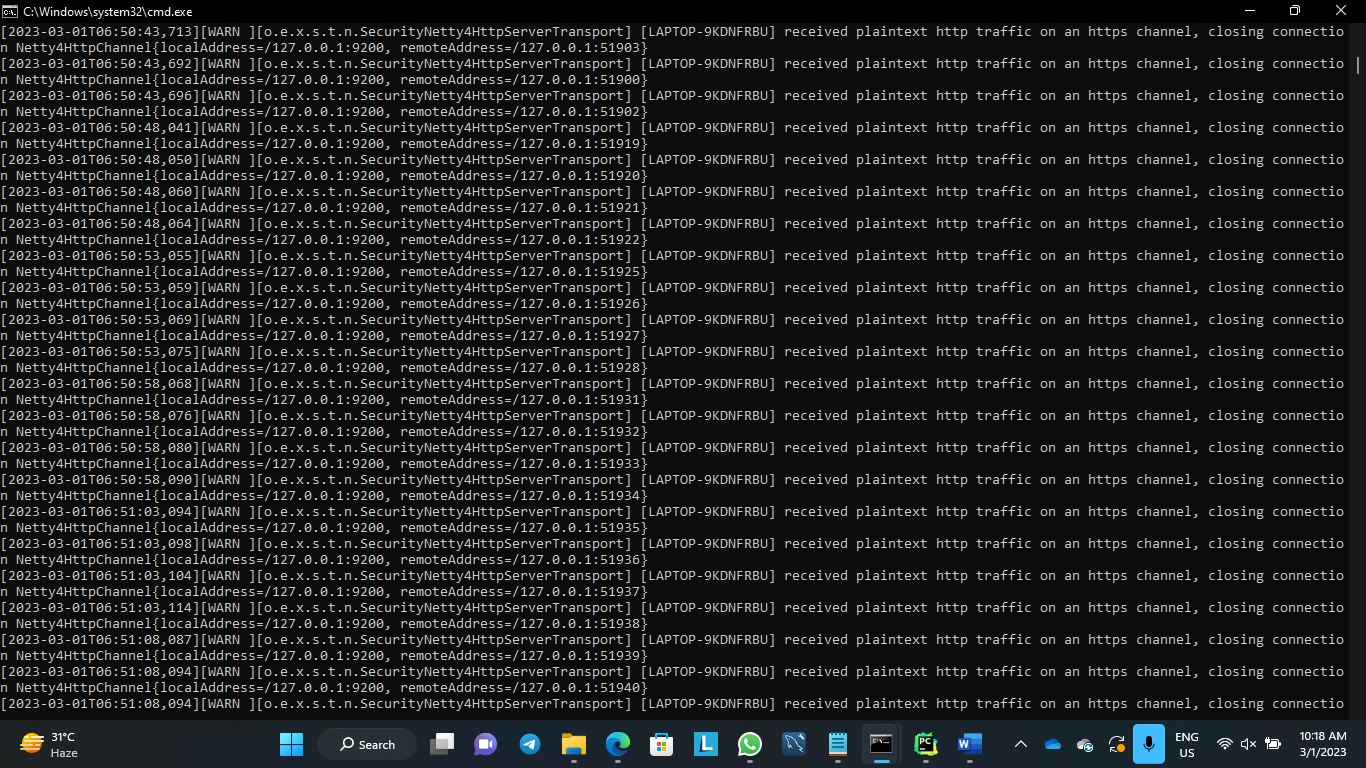 C:\Windows\system32\cmd.exe
[2023-03-01T06:50:43,713][WARN ][o.e.x.s.t.n.SecurityNetty4HttpServerTransport] [LAPTOP-9KDNFRBU] received plaintext http traffic on an https channel, closing connectio
n Netty4HttpChannel{localAddress=/127.0.0.1:9200, remoteAddress=/127.0.0.1:51903}
[2023-03-01T06:50:43,692][WARN ][o.e.x.s.t.n.SecurityNetty4HttpServerTransport] [LAPTOP-9KDNFRBU] received plaintext http traffic on an https channel, closing connectio
n Netty4HttpChannel{localAddress=/127.0.0.1:9200, remoteAddress=/127.0.0.1:51900}
[2023-03-01T06:50:43,696][WARN ][o.e.x.s.t.n.SecurityNetty4HttpServerTransport] [LAPTOP-9KDNFRBU] received plaintext http traffic on an https channel, closing connectio
n Netty4HttpChannel{localAddress=/127.0.0.1:9200, remoteAddress=/127.0.0.1:51902}
[2023-03-01T06:50:48,041][WARN ][o.e.x.s.t.n.SecurityNetty4HttpServerTransport] [LAPTOP-9KDNFRBU] received plaintext http traffic on an https channel, closing connectio
n Netty4HttpChannel{localAddress=/127.0.0.1:9200, remoteAddress=/127.0.0.1:51919}
[2023-03-01T06:50:48,050][WARN ][o.e.x.s.t.n.SecurityNetty4HttpServerTransport] [LAPTOP-9KDNFRBU] received plaintext http traffic on an https channel, closing connectio
n Netty4HttpChannel{localAddress=/127.0.0.1:9200, remoteAddress=/127.0.0.1:51920}
[2023-03-01T06:50:48,060][WARN ][o.e.x.s.t.n.SecurityNetty4HttpServerTransport] [LAPTOP-9KDNFRBU] received plaintext http traffic on an https channel, closing connectio
n Netty4HttpChannel{localAddress=/127.0.0.1:9200, remoteAddress=/127.0.0.1:51921}
[2023-03-01T06:50:48,064][WARN ][o.e.x.s.t.n.SecurityNetty4HttpServerTransport] [LAPTOP-9KDNFRBU] received plaintext http traffic on an https channel, closing connectio
n Netty4HttpChannel{localAddress=/127.0.0.1:9200, remoteAddress=/127.0.0.1:51922}
[2023-03-01T06:50:53,055][WARN ][o.e.x.s.t.n.SecurityNetty4HttpServerTransport] [LAPTOP-9KDNFRBU] received plaintext http traffic on an https channel, closing connectio
n Netty4HttpChannel{localAddress=/127.0.0.1:9200, remoteAddress=/127.0.0.1:51925}
[2023-03-01T06:50:53,059][WARN ][o.e.x.s.t.n.SecurityNetty4HttpServerTransport] [LAPTOP-9KDNFRBU] received plaintext http traffic on an https channel, closing connectio
n Netty4HttpChannel{localAddress=/127.0.0.1:9200, remoteAddress=/127.0.0.1:51926}
[2023-03-01T06:50:53,069][WARN ][o.e.x.s.t.n.SecurityNetty4HttpServerTransport] [LAPTOP-9KDNFRBU] received plaintext http traffic on an https channel, closing connectio
n Netty4HttpChannel{localAddress=/127.0.0.1:9200, remoteAddress=/127.0.0.1:51927}
[2023-03-01T06:50:53,075][WARN ][o.e.x.s.t.n.SecurityNetty4HttpServerTransport] [LAPTOP-9KDNFRBU] received plaintext http traffic on an https channel, closing connectio
n Netty4HttpChannel{localAddress=/127.0.0.1:9200, remoteAddress=/127.0.0.1:51928}
[2023-03-01T06:50:58,068][WARN ][o.e.x.s.t.n.SecurityNetty4HttpServerTransport] [LAPTOP-9KDNFRBU] received plaintext http traffic on an https channel, closing connectio
n Netty4HttpChannel{localAddress=/127.0.0.1:9200, remoteAddress=/127.0.0.1:51931}
[2023-03-01T06:50:58,076][WARN ][o.e.x.s.t.n.SecurityNetty4HttpServerTransport] [LAPTOP-9KDNFRBU] received plaintext http traffic on an https channel, closing connectio
n Netty4HttpChannel{localAddress=/127.0.0.1:9200, remoteAddress=/127.0.0.1:51932}
[2023-03-01T06:50:58,080][WARN ][o.e.x.s.t.n.SecurityNetty4HttpServerTransport] [LAPTOP-9KDNFRBU] received plaintext http traffic on an https channel, closing connectio
n Netty4HttpChannel{localAddress=/127.0.0.1:9200, remoteAddress=/127.0.0.1:51933}
[2023-03-01T06:50:58,090][WARN ][o.e.x.s.t.n.SecurityNetty4HttpServerTransport] [LAPTOP-9KDNFRBU] received plaintext http traffic on an https channel, closing connectio
n Netty4HttpChannel{localAddress=/127.0.0.1:9200, remoteAddress=/127.0.0.1:51934}
[2023-03-01T06:51:03,094][WARN ][o.e.x.s.t.n.SecurityNetty4HttpServerTransport] [LAPTOP-9KDNFRBU] received plaintext http traffic on an https channel, closing connectio
n Netty4HttpChannel{localAddress=/127.0.0.1:9200, remoteAddress=/127.0.0.1:51935}
[2023-03-01T06:51:03,098][WARN ][o.e.x.s.t.n.SecurityNetty4HttpServerTransport] [LAPTOP-9KDNFRBU] received plaintext http traffic on an https channel, closing connectio
n Netty4HttpChannel{localAddress=/127.0.0.1:9200, remoteAddress=/127.0.0.1:51936}
[2023-03-01T06:51:03,104][WARN ][o.e.x.s.t.n.SecurityNetty4HttpServerTransport] [LAPTOP-9KDNFRBU] received plaintext http traffic on an https channel, closing connectio
n Netty4HttpChannel{localAddress=/127.0.0.1:9200, remoteAddress=/127.0.0.1:51937}
[2023-03-01T06:51:03,114][WARN ][o.e.x.s.t.n.SecurityNetty4HttpServerTransport] [LAPTOP-9KDNFRBU] received plaintext http traffic on an https channel, closing connectio
n Netty4HttpChannel{localAddress=/127.0.0.1:9200, remoteAddress=/127.0.0.1:51938}
[2023-03-01T06:51:08,087][WARN ][o.e.x.s.t.n.SecurityNetty4HttpServerTransport] [LAPTOP-9KDNFRBU] received plaintext http traffic on an https channel, closing connectio
n Netty4HttpChannel{localAddress=/127.0.0.1:9200, remoteAddress=/127.0.0.1:51939}
[2023-03-01T06:51:08,094][WARN ][o.e.x.s.t.n.SecurityNetty4HttpServerTransport] [LAPTOP-9KDNFRBU] received plaintext http traffic on an https channel, closing connectio
n Netty4HttpChannel{localAddress=/127.0.0.1:9200, remoteAddress=/127.0.0.1:51940}
[2023-03-01T06:51:08,094][WARN ][o.e.x.s.t.n.SecurityNetty4HttpServerTransport] [LAPTOP-9KDNFRBU] received plaintext http traffic on an https channel, closing connectio
31°C
Haze
Search
L
PC
W
ENG
US
10:18 AM
3/1/2023